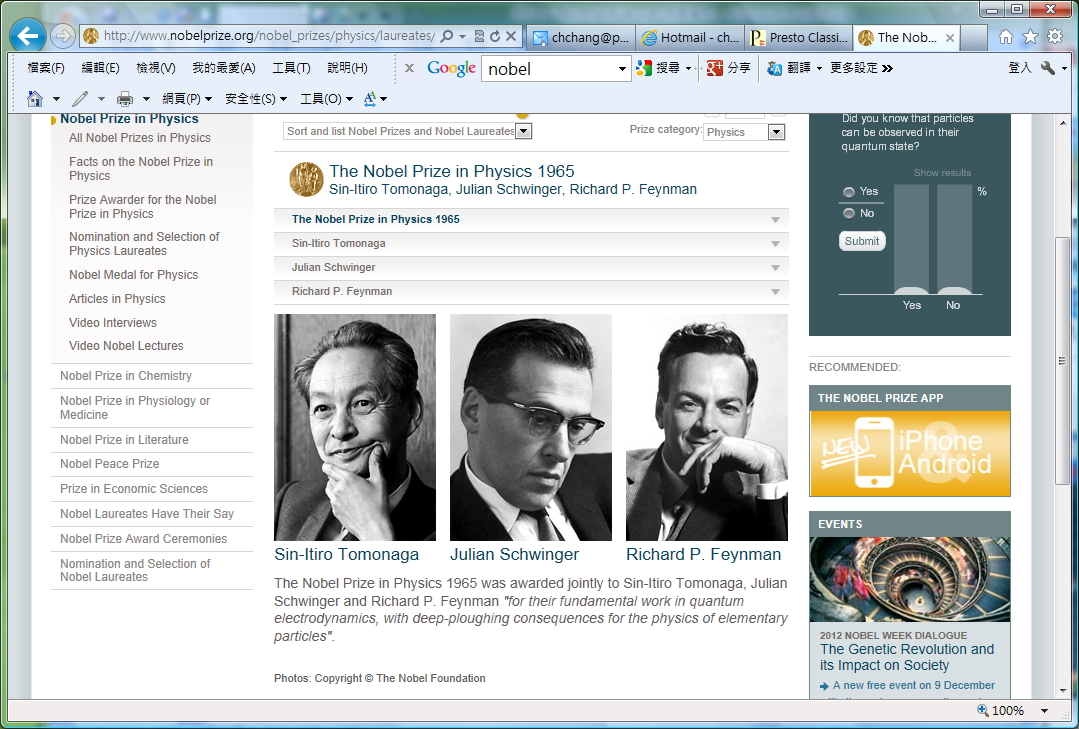 http://www.nobelprize.org/nobel_prizes/physics/laureates/
chchang@p...
Hotmail - ch...
Presto Classi...
The Nob...
檔案(F) 編輯(E) 檢視(V) 我的最愛(A) 工具(T) 說明(H)
Google nobel 搜尋 分享 翻譯 更多設定 登入
網頁(P) 安全性(S) 工具(O)
Nobel Prize in Physics
All Nobel Prizes in Physics
Facts on the Nobel Prize in
Physics
Prize Awarder for the Nobel
Prize in Physics
Nomination and Selection of
Physics Laureates
Nobel Medal for Physics
Articles in Physics
Video Interviews
Video Nobel Lectures
Nobel Prize in Chemistry
Nobel Prize in Physiology or
Medicine
Nobel Prize in Literature
Nobel Peace Prize
Prize in Economic Sciences
Nobel Laureates Have Their Say
Nobel Prize Award Ceremonies
Nomination and Selection of
Nobel Laureates
Sort and list Nobel Prizes and Nobel Laureates
Prize category: Physics
The Nobel Prize in Physics 1965
Sin-Itiro Tomonaga, Julian Schwinger, Richard P. Feynman
The Nobel Prize in Physics 1965
Sin-Itiro Tomonaga
Julian Schwinger
Richard P. Feynman
Sin-Itiro Tomonaga
Julian Schwinger
Richard P. Feynman
The Nobel Prize in Physics 1965 was awarded jointly to Sin-Itiro Tomonaga, Julian
Schwinger and Richard P. Feynman "for their fundamental work in quantum
electrodynamics, with deep-ploughing consequences for the physics of elementary
particles".
Photos: Copyright © The Nobel Foundation
Did you know that particles
can be observed in their
quantum state?
Show results
Yes
No
%
Submit
Yes No
RECOMMENDED:
THE NOBEL PRIZE APP
NEW
iPhone
&
Android
EVENTS
2012 NOBEL WEEK DIALOGUE
The Genetic Revolution and
its Impact on Society
A new free event on 9 December
100%